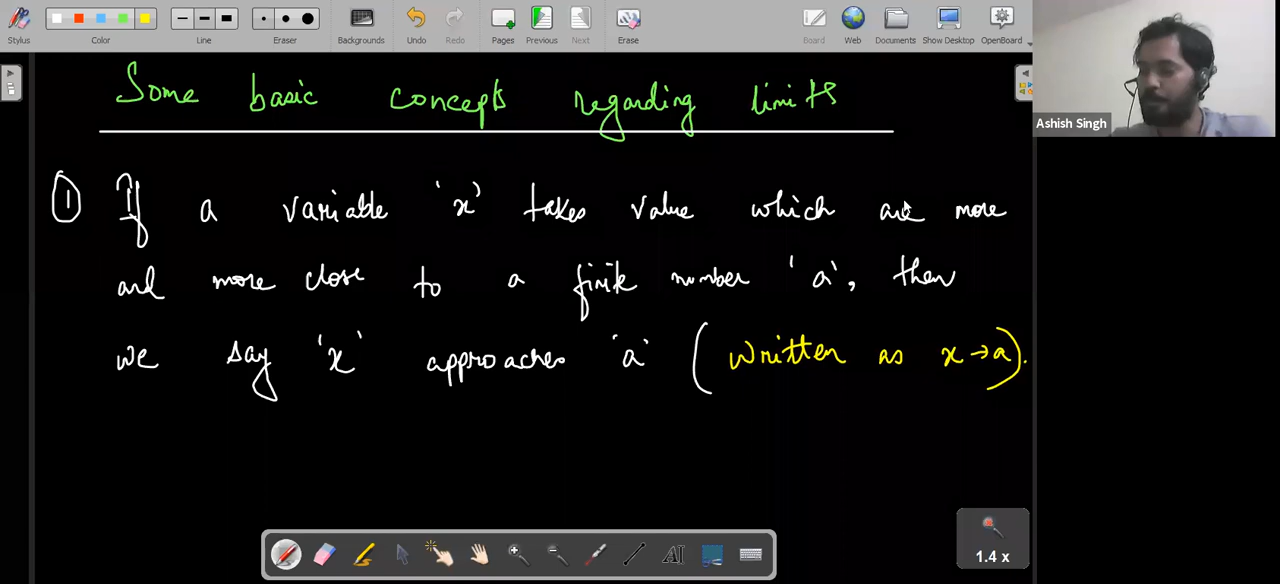 Stylus Color Line Eraser Backgrounds Undo Redo Pages Previous Next Erase Board Web Documents Show Desktop OpenBoard
Some basic concepts regarding limits
Ashish Singh
① If a variable 'x' takes value which are more
and more close to a finite number 'a', then
we say 'x' approaches 'a' (written as x→a).
AI
1.4 x